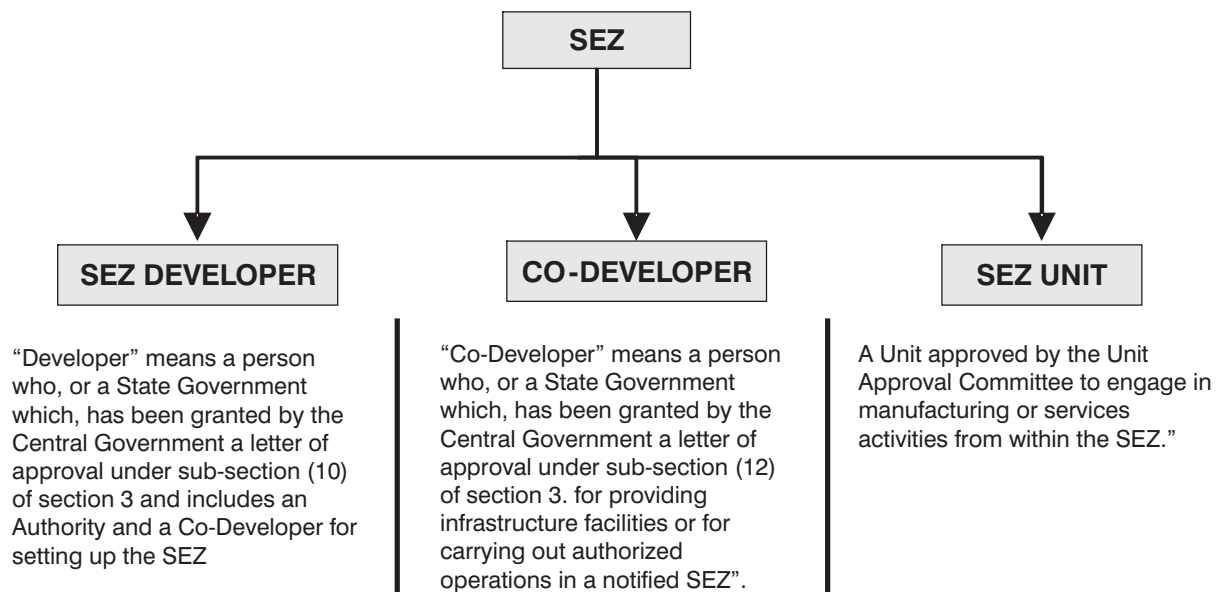 SEZ
SEZ DEVELOPER
CO-DEVELOPER
SEZ UNIT
“Developer” means a person
who, or a State Government
which, has been granted by the
Central Government a letter of
approval under sub-section (10)
of section 3 and includes an
Authority and a Co-Developer for
setting up the SEZ
“Co-Developer” means a person
who, or a State Government
which, has been granted by the
Central Government a letter of
approval under sub-section (12)
of section 3. for providing
infrastructure facilities or for
carrying out authorized
operations in a notified SEZ”.
A Unit approved by the Unit
Approval Committee to engage in
manufacturing or services
activities from within the SEZ.”